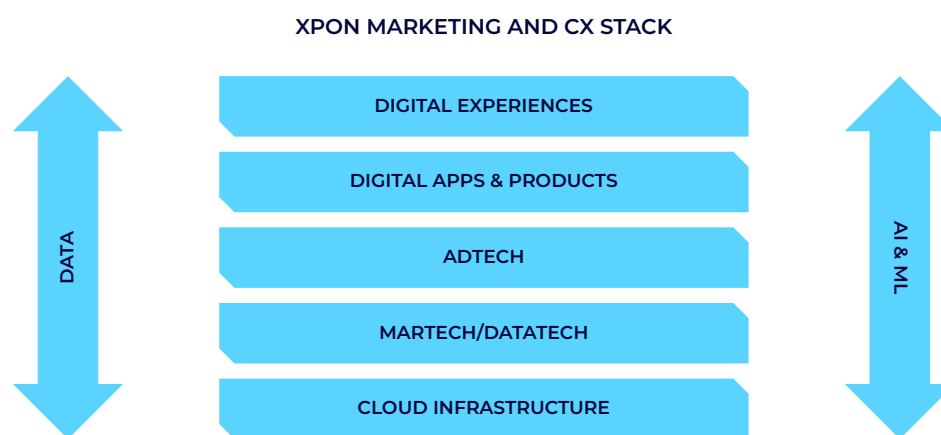 XPON MARKETING AND CX STACK
DIGITAL EXPERIENCES
DIGITAL APPS & PRODUCTS
ADTECH
MARTECH/DATATECH
CLOUD INFRASTRUCTURE
DATA
AI & ML